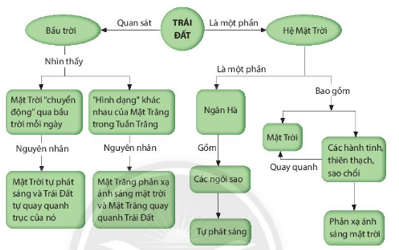 Bầu trời
Quan sát
TRÁI
ĐẤT
Là một phần
Hệ Mặt Trời
Nhìn thấy
Là một phần
Bao gồm
Mặt Trời "chuyển
động" qua bầu
trời mỗi ngày
"Hình dạng" khác
nhau của Mặt Trăng
trong Tuần Trăng
Ngân Hà
Mặt Trời
Các hành tinh,
thiên thạch,
sao chổi
Quay quanh
Nguyên nhân
Nguyên nhân
Gồm
Mặt Trời tự phát
sáng và Trái Đất
tự quay quanh
trục của nó
Mặt Trăng phản xạ
ánh sáng mặt trời
và Mặt Trăng quay
quanh Trái Đất
Các ngôi sao
Tự phát sáng
Phản xạ ánh
sáng mặt trời